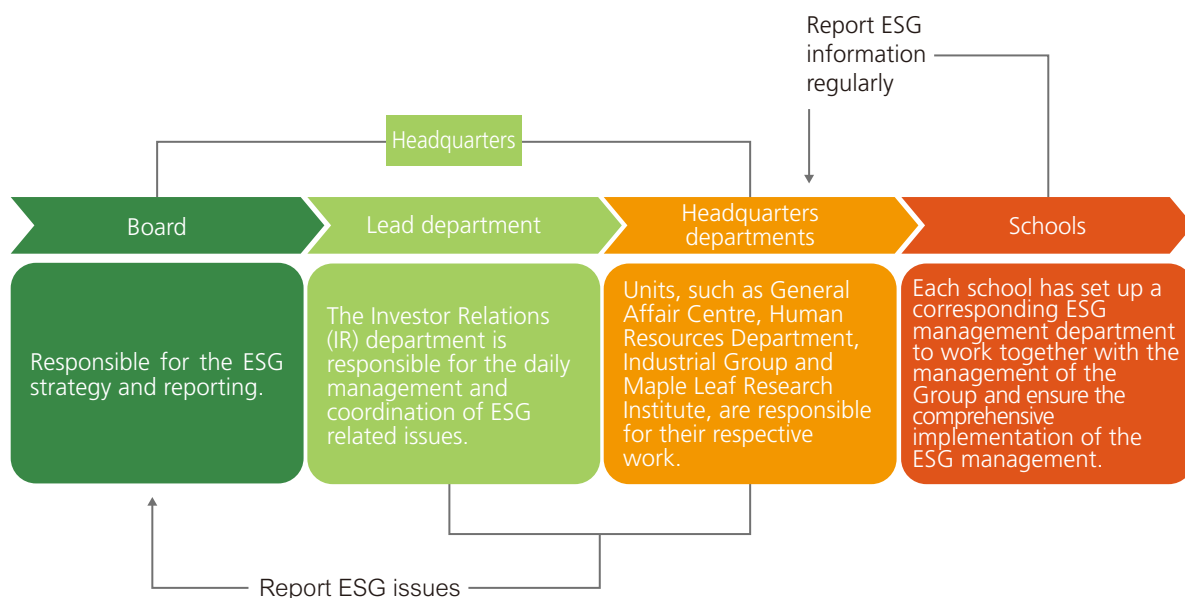 Report ESG
information
regularly
Headquarters
Board
Lead department
Headquarters
departments
Schools
Responsible for the ESG
strategy and reporting.
The Investor Relations
(IR) department is
responsible for the daily
management and
coordination of ESG
related issues.
Units, such as General
Affair Centre, Human
Resources Department,
Industrial Group and
Maple Leaf Research
Institute, are responsible
for their respective
work.
Each school has set up a
corresponding ESG
management department
to work together with the
management of the
Group and ensure the
comprehensive
implementation of the
ESG management.
Report ESG issues